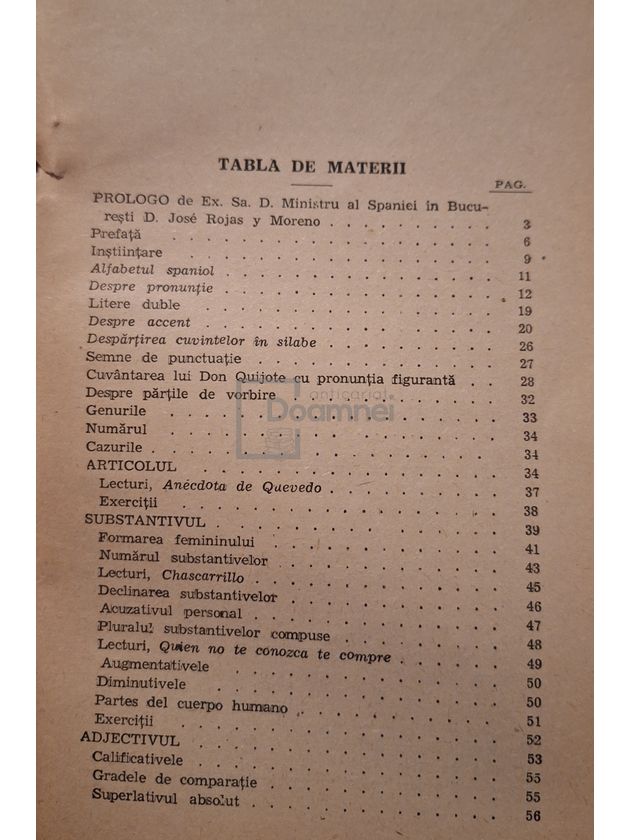 TABLA DE MATERII
PAG.
PROLOGO de Ex. Sa. D. Ministru al Spaniei în Bucu-
rești D. José Rojas y Moreno . . . . . . . . 3
Prefață . . . . . . . . . . . . . . . . 6
Inștiințare . . . . . . . . . . . . . . . 9
Alfabetul spaniol . . . . . . . . . . . . . 11
Despre pronunție . . . . . . . . . . . . . 12
Litere duble . . . . . . . . . . . . . . 19
Despre accent . . . . . . . . . . . . . . 20
Despărțirea cuvintelor în silabe . . . . . . . . 26
Semne de punctuație . . . . . . . . . . . . 27
Cuvântarea lui Don Quijote cu pronunția figurantă . . 28
Despre părțile de vorbire . . . . . . . . . . 32
Genurile . . . . . . . . . . . . . . . 33
Numărul . . . . . . . . . . . . . . . 34
Cazurile . . . . . . . . . . . . . . . 34
ARTICOLUL . . . . . . . . . . . . . . 34
Lecturi, Anécdota de Quevedo . . . . . . . . 37
Exerciții . . . . . . . . . . . . . . . 38
SUBSTANTIVUL . . . . . . . . . . . . . 39
Formarea femininului . . . . . . . . . . . 41
Numărul substantivelor . . . . . . . . . . 43
Lecturi, Chascarrillo . . . . . . . . . . . 45
Declinarea substantivelor . . . . . . . . . 46
Acuzativul personal . . . . . . . . . . . 47
Pluralul substantivelor compuse . . . . . . . 48
Lecturi, Quien no te conozca te compre . . . . . 49
Augmentativele . . . . . . . . . . . . 50
Diminutivele . . . . . . . . . . . . . 50
Partes del cuerpo humano . . . . . . . . . 51
Exerciții . . . . . . . . . . . . . . 52
ADJECTIVUL . . . . . . . . . . . . . 53
Calificativele . . . . . . . . . . . . . 55
Gradele de comparație . . . . . . . . . . 55
Superlativul absolut . . . . . . . . . . . 56
anticariat
Doamnei